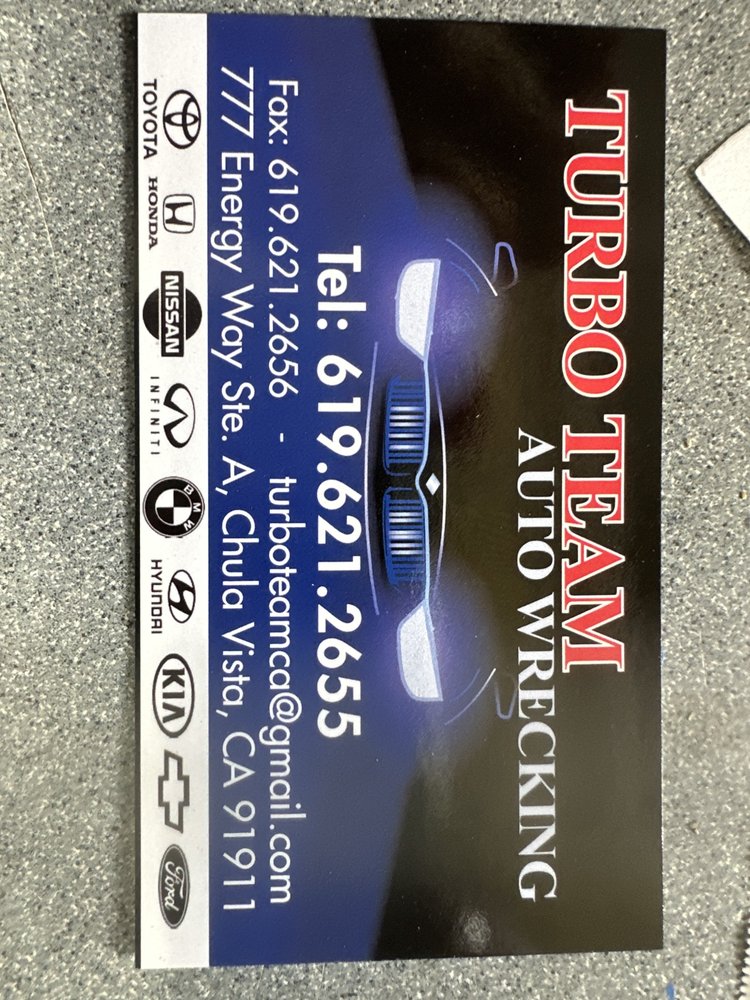 TURBO TEAM
AUTO WRECKING
Tel: 619.621.2655
Fax: 619.621.2656 - turboteamca@gmail.com
777 Energy Way Ste. A, Chula Vista, CA 91911
TOYOTA HONDA NISSAN INFINITI BMW HYUNDAI KIA Ford